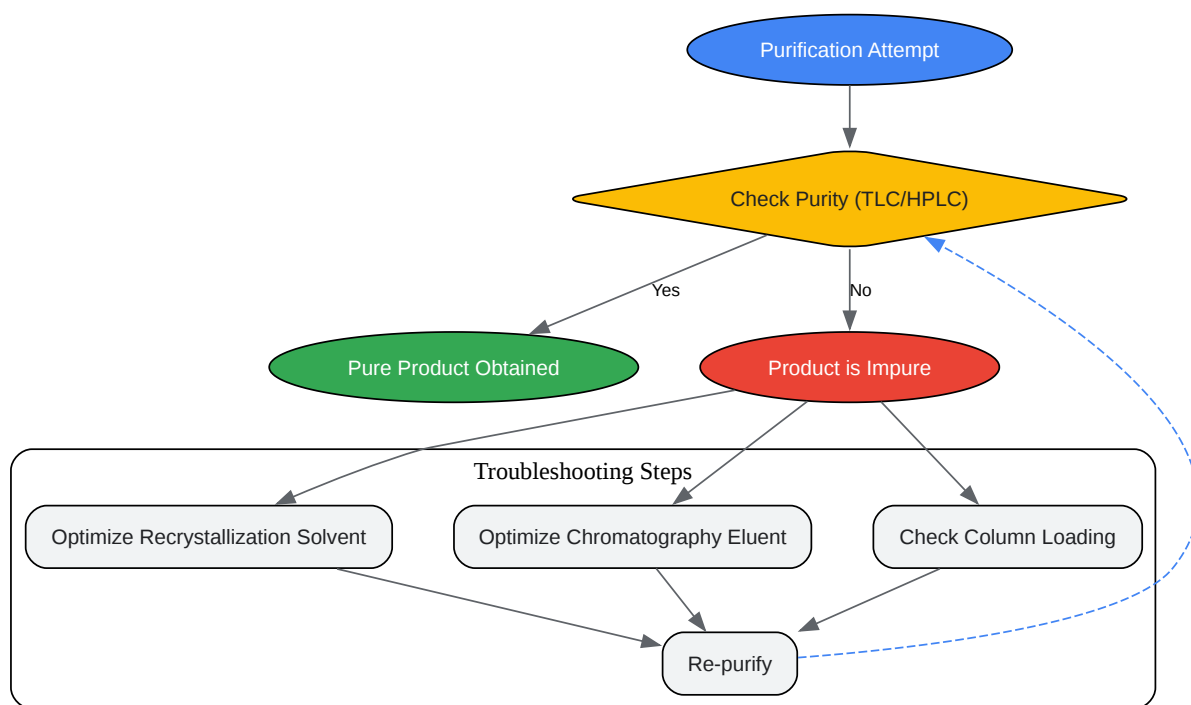 Purification Attempt
Check Purity (TLC/HPLC)
Yes
No
Pure Product Obtained
Product is Impure
Troubleshooting Steps
Optimize Recrystallization Solvent
Optimize Chromatography Eluent
Check Column Loading
Re-purify